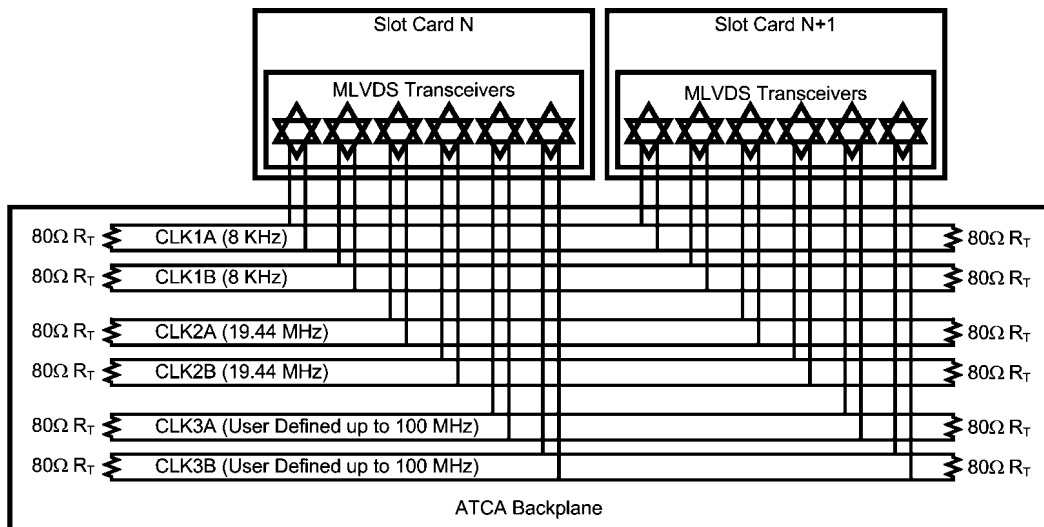 Slot Card N
Slot Card N+1
MLVDS Transceivers
MLVDS Transceivers
80Ω RT
CLK1A (8 KHz)
80Ω RT
80Ω RT
CLK1B (8 KHz)
80Ω RT
80Ω RT
CLK2A (19.44 MHz)
80Ω RT
80Ω RT
CLK2B (19.44 MHz)
80Ω RT
80Ω RT
CLK3A (User Defined up to 100 MHz)
80Ω RT
80Ω RT
CLK3B (User Defined up to 100 MHz)
80Ω RT
ATCA Backplane